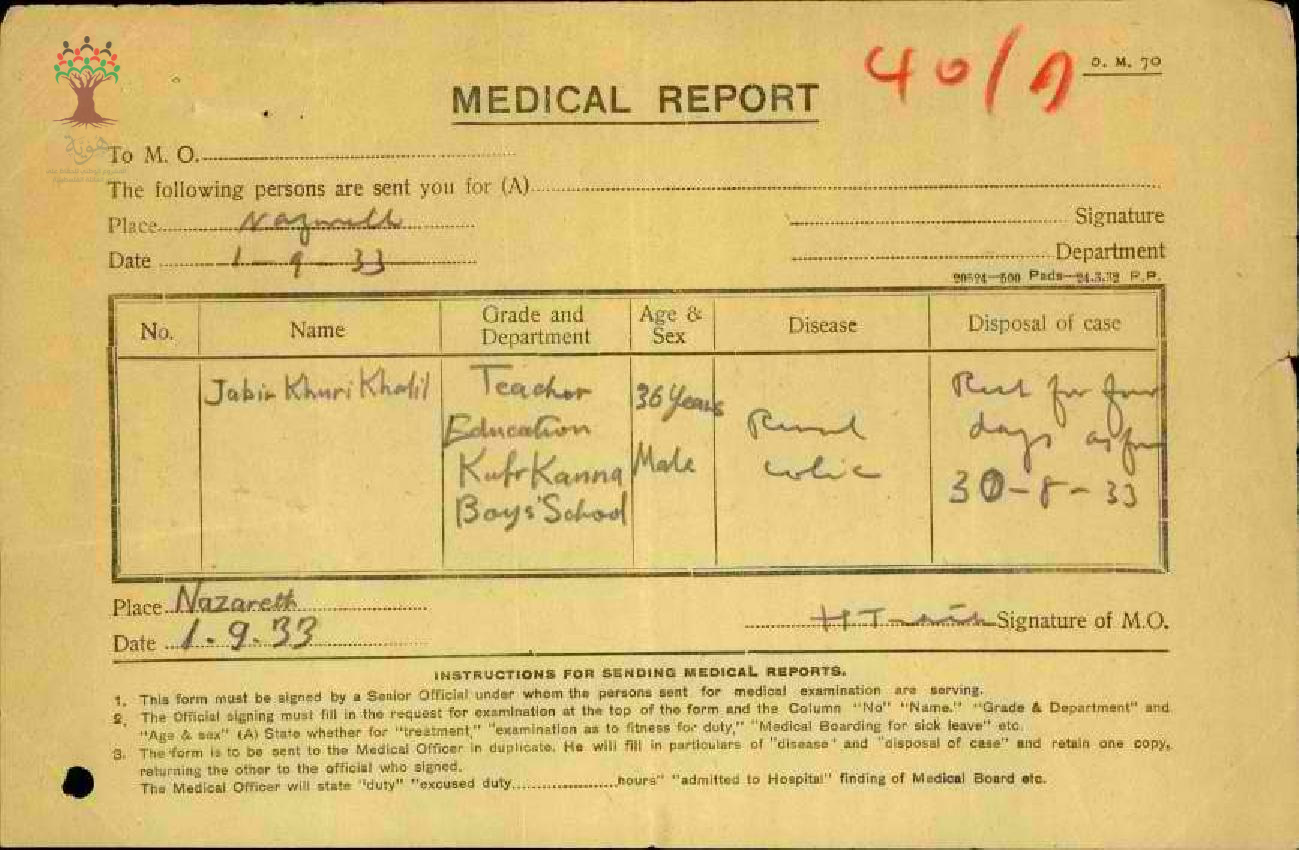 40/9
D. M. 70
هوية
MEDICAL REPORT
To M. O.
The following persons are sent you for (A)
Place Nazareth
Signature
Date 1-9-33
Department
20524—500 Pads—24.3.32 P.P.
No. Name Grade and Department Age & Sex Disease Disposal of case
Jabir Khuri Khalil
Teacher
Education
Kufr Kanna
Boys' School
36 Years
Male
Renal
colic
Rest for four
days as from
30-8-33
Place Nazareth
Signature of M.O.
Date 1.9.33
INSTRUCTIONS FOR SENDING MEDICAL REPORTS.
1. This form must be signed by a Senior Official under whom the persons sent for medical examination are serving.
2. The Official signing must fill in the request for examination at the top of the form and the Column "No" "Name." "Grade & Department" and
"Age & sex" (A) State whether for "treatment," "examination as to fitness for duty," "Medical Boarding for sick leave" etc.
3. The form is to be sent to the Medical Officer in duplicate. He will fill in particulars of "disease" and "disposal of case" and retain one copy,
returning the other to the official who signed.
The Medical Officer will state "duty" "excused duty....................hours" "admitted to Hospital" finding of Medical Board etc.